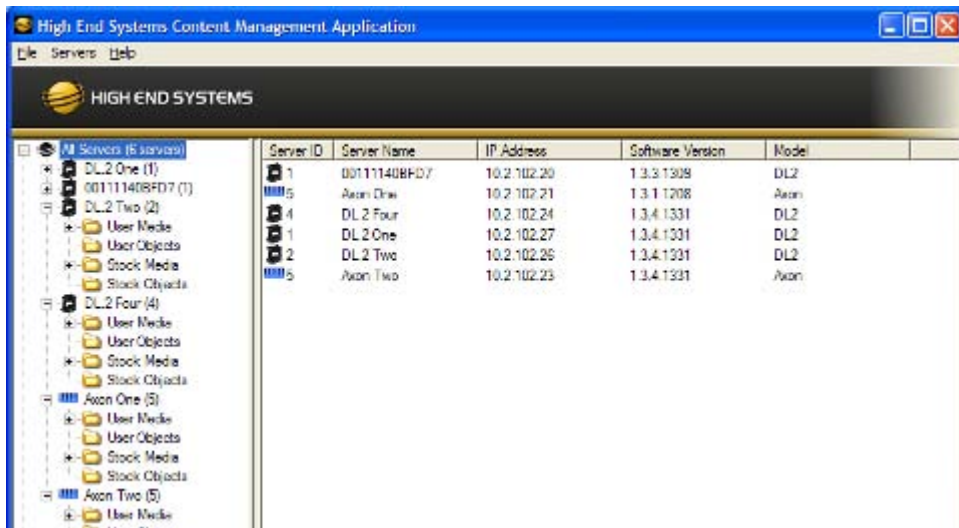 High End Systems Content Management Application
File Servers Help
HIGH END SYSTEMS
All Servers (6 servers)
DL.2 One (1)
00111140BFD7 (1)
DL.2 Two (2)
User Media
User Objects
Stock Media
Stock Objects
DL.2 Four (4)
User Media
User Objects
Stock Media
Stock Objects
Axon One (5)
User Media
User Objects
Stock Media
Stock Objects
Axon Two (5)
User Media
Server ID Server Name IP Address Software Version Model
1 00111140BFD7 10.2.102.20 1.3.3.1309 DL2
5 Axon One 10.2.102.21 1.3.1.1208 Axon
4 DL.2 Four 10.2.102.24 1.3.4.1331 DL2
1 DL.2 One 10.2.102.27 1.3.4.1331 DL2
2 DL.2 Two 10.2.102.26 1.3.4.1331 DL2
5 Axon Two 10.2.102.23 1.3.4.1331 Axon